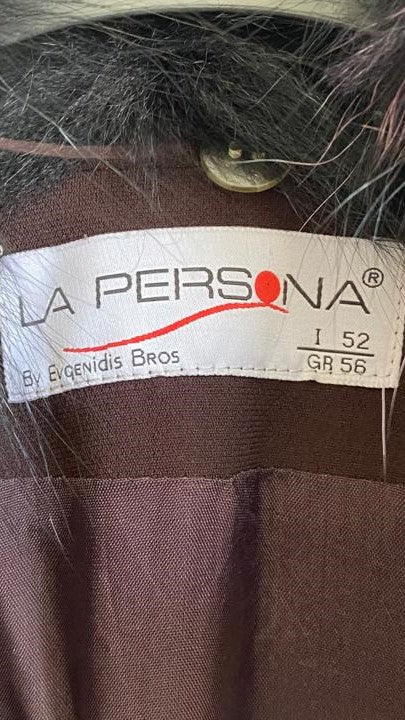 LA PERSONA®
By Evgenidis Bros
I 52
GR 56